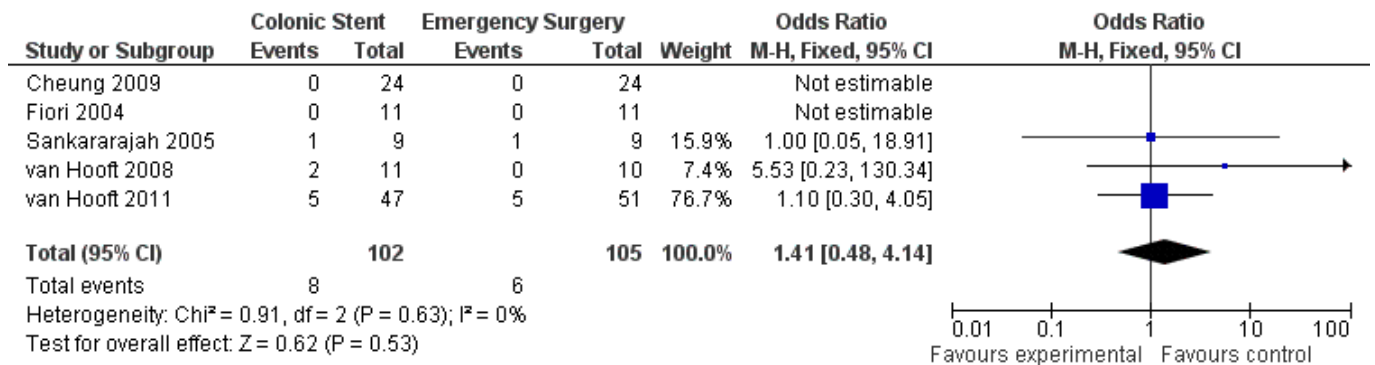 Colonic Stent Emergency Surgery Odds Ratio Odds Ratio
Study or Subgroup Events Total Events Total Weight M-H, Fixed, 95% CI M-H, Fixed, 95% CI
Cheung 2009 0 24 0 24 Not estimable
Fiori 2004 0 11 0 11 Not estimable
Sankararajah 2005 1 9 1 9 15.9% 1.00 [0.05, 18.91]
van Hooft 2008 2 11 0 10 7.4% 5.53 [0.23, 130.34]
van Hooft 2011 5 47 5 51 76.7% 1.10 [0.30, 4.05]
Total (95% CI) 102 105 100.0% 1.41 [0.48, 4.14]
Total events 8 6
Heterogeneity: Chi² = 0.91, df = 2 (P = 0.63); I² = 0%
Test for overall effect: Z = 0.62 (P = 0.53)
0.01 0.1 1 10 100
Favours experimental Favours control